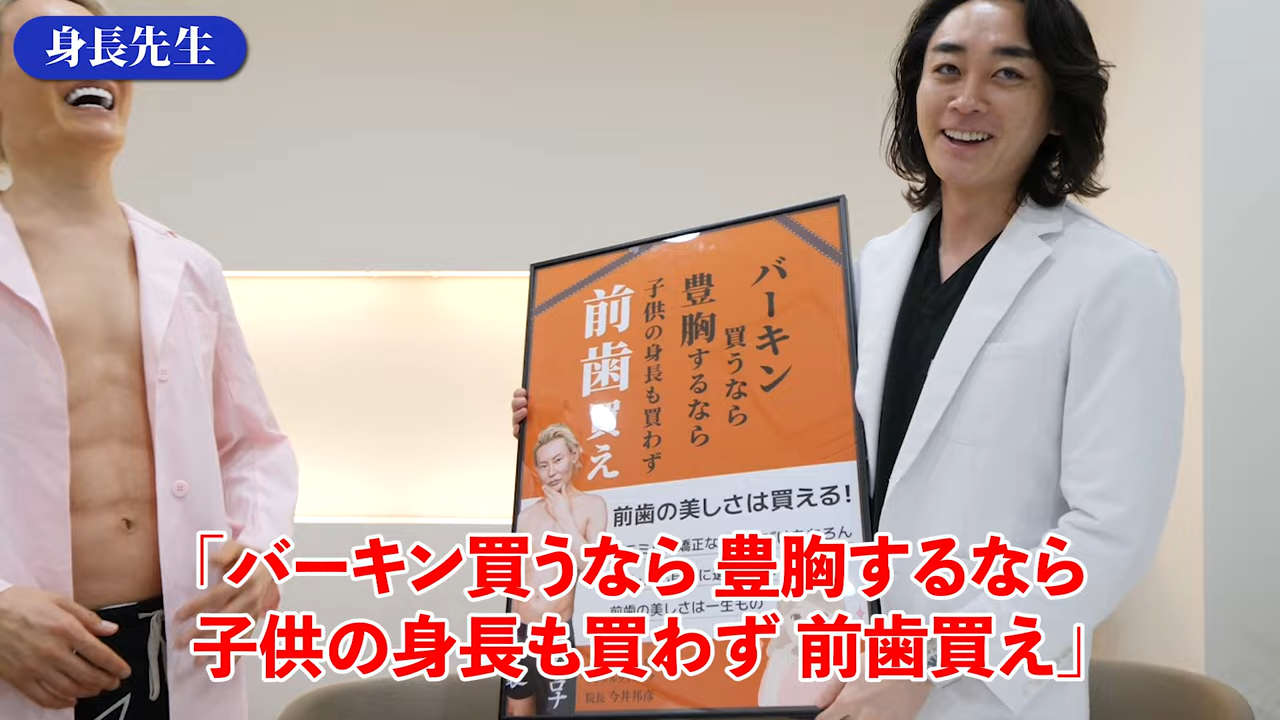 身長先生
バーキン
買うなら
豊胸するなら
子供の身長も買わず
前歯買え
前歯の美しさは買える!
前歯の美しさは一生もの
院長 今井邦彦
「バーキン買うなら 豊胸するなら
子供の身長も買わず 前歯買え」